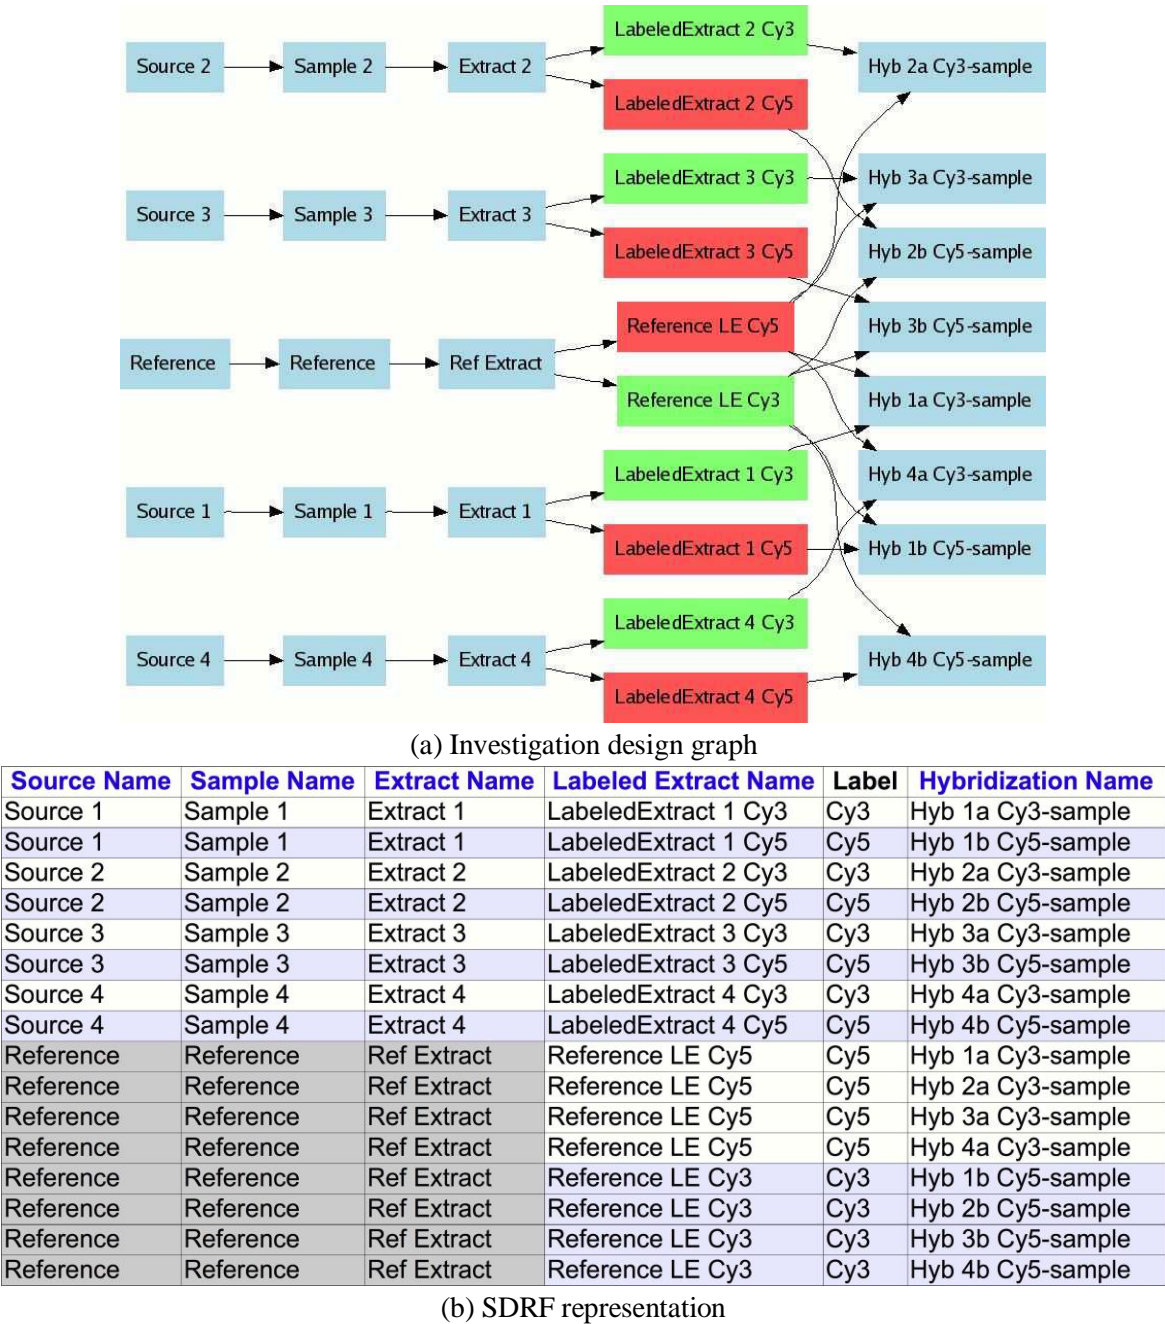 LabeledExtract 2 Cy3
Source 2 Sample 2 Extract 2 Hyb 2a Cy3-sample
LabeledExtract 2 Cy5
LabeledExtract 3 Cy3 Hyb 3a Cy3-sample
Source 3 Sample 3 Extract 3
LabeledExtract 3 Cy5 Hyb 2b Cy5-sample
Reference LE Cy5 Hyb 3b Cy5-sample
Reference Reference Ref Extract
Reference LE Cy3 Hyb 1a Cy3-sample
LabeledExtract 1 Cy3 Hyb 4a Cy3-sample
Source 1 Sample 1 Extract 1
LabeledExtract 1 Cy5 Hyb 1b Cy5-sample
LabeledExtract 4 Cy3
Source 4 Sample 4 Extract 4 Hyb 4b Cy5-sample
LabeledExtract 4 Cy5
(a) Investigation design graph
Source Name Sample Name Extract Name Labeled Extract Name Label Hybridization Name
Source 1 Sample 1 Extract 1 LabeledExtract 1 Cy3 Cy3 Hyb 1a Cy3-sample
Source 1 Sample 1 Extract 1 LabeledExtract 1 Cy5 Cy5 Hyb 1b Cy5-sample
Source 2 Sample 2 Extract 2 LabeledExtract 2 Cy3 Cy3 Hyb 2a Cy3-sample
Source 2 Sample 2 Extract 2 LabeledExtract 2 Cy5 Cy5 Hyb 2b Cy5-sample
Source 3 Sample 3 Extract 3 LabeledExtract 3 Cy3 Cy3 Hyb 3a Cy3-sample
Source 3 Sample 3 Extract 3 LabeledExtract 3 Cy5 Cy5 Hyb 3b Cy5-sample
Source 4 Sample 4 Extract 4 LabeledExtract 4 Cy3 Cy3 Hyb 4a Cy3-sample
Source 4 Sample 4 Extract 4 LabeledExtract 4 Cy5 Cy5 Hyb 4b Cy5-sample
Reference Reference Ref Extract Reference LE Cy5 Cy5 Hyb 1a Cy3-sample
Reference Reference Ref Extract Reference LE Cy5 Cy5 Hyb 2a Cy3-sample
Reference Reference Ref Extract Reference LE Cy5 Cy5 Hyb 3a Cy3-sample
Reference Reference Ref Extract Reference LE Cy5 Cy5 Hyb 4a Cy3-sample
Reference Reference Ref Extract Reference LE Cy3 Cy3 Hyb 1b Cy5-sample
Reference Reference Ref Extract Reference LE Cy3 Cy3 Hyb 2b Cy5-sample
Reference Reference Ref Extract Reference LE Cy3 Cy3 Hyb 3b Cy5-sample
Reference Reference Ref Extract Reference LE Cy3 Cy3 Hyb 4b Cy5-sample
(b) SDRF representation